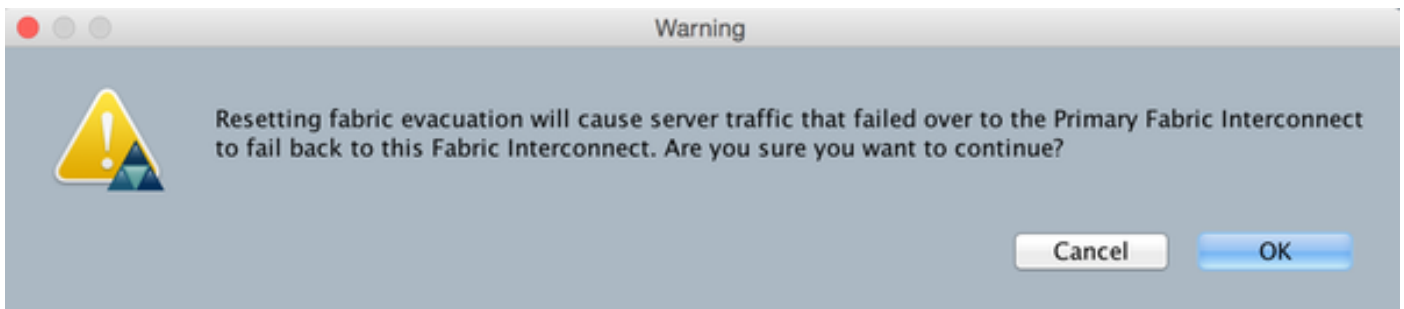 Warning
Resetting fabric evacuation will cause server traffic that failed over to the Primary Fabric Interconnect
to fail back to this Fabric Interconnect. Are you sure you want to continue?
Cancel
OK